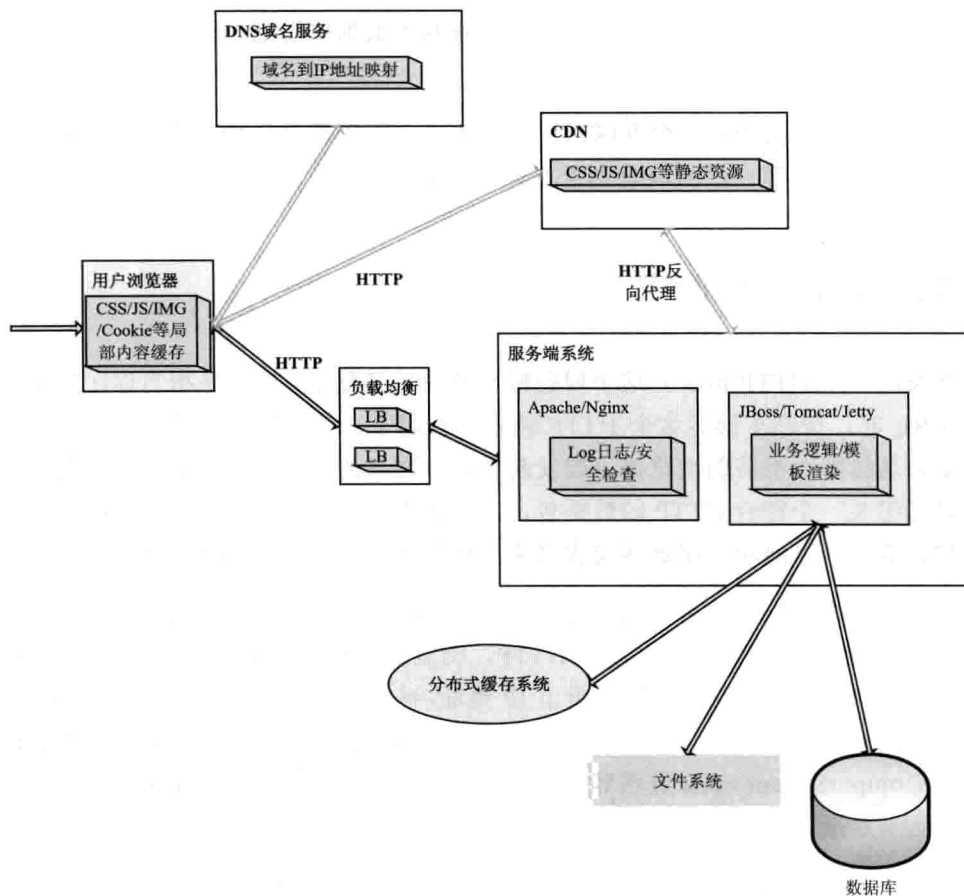 DNS域名服务
域名到IP地址映射
CDN
CSS/JS/IMG等静态资源
用户浏览器
CSS/JS/IMG
/Cookie等局
部内容缓存
HTTP
HTTP反
向代理
HTTP
负载均衡
LB
LB
服务端系统
Apache/Nginx
Log日志/安
全检查
JBoss/Tomcat/Jetty
业务逻辑/模
板渲染
分布式缓存系统
文件系统
数据库